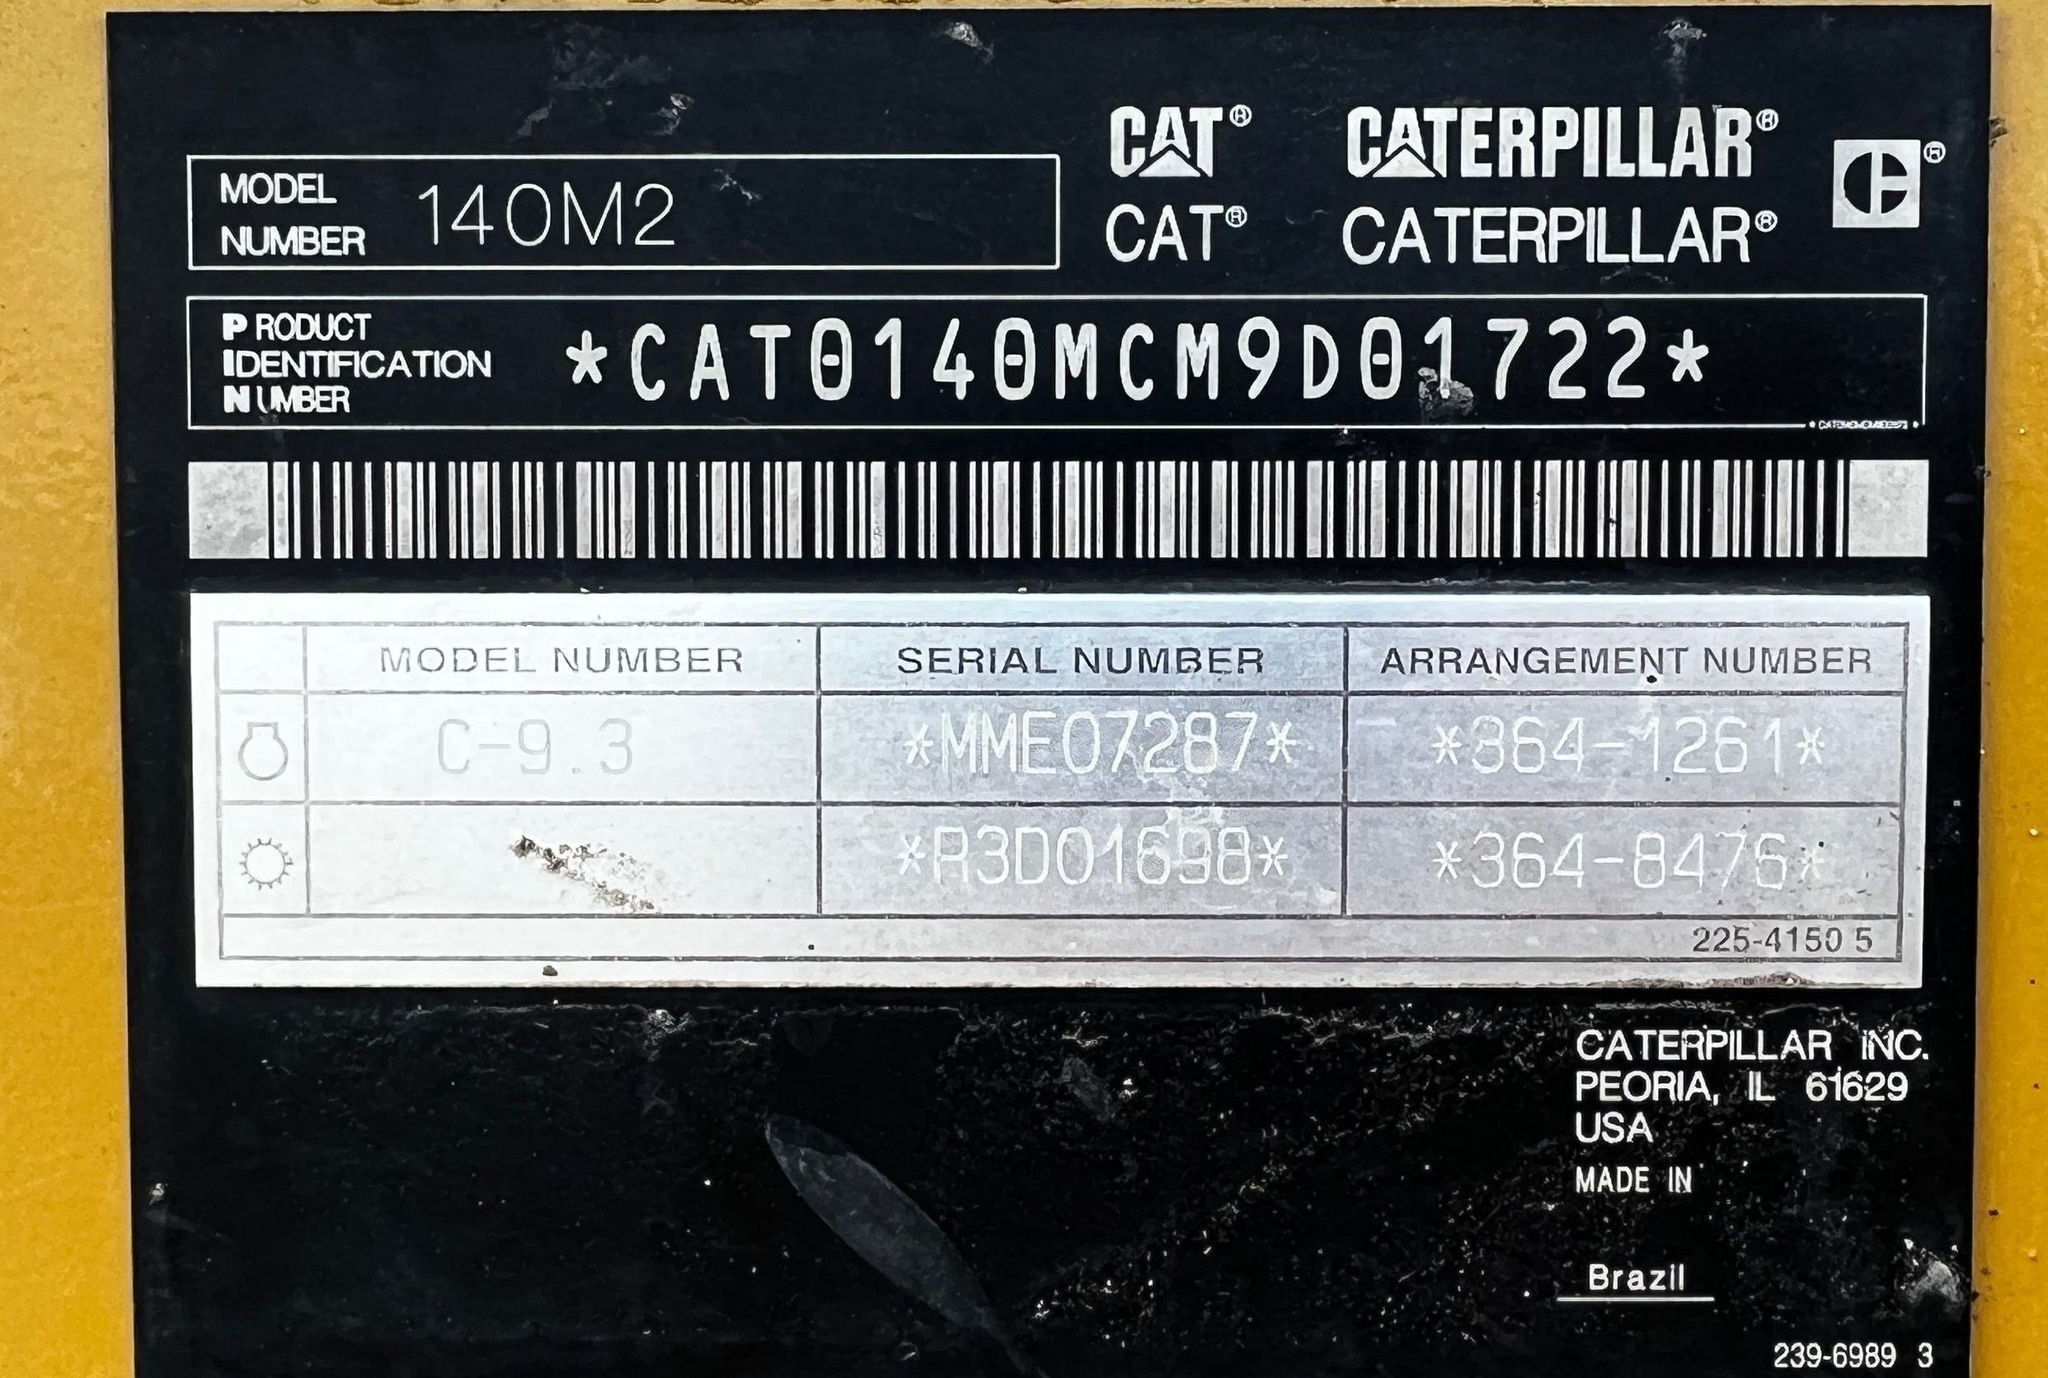 CAT® CATERPILLAR®
MODEL
NUMBER 140M2
CAT® CATERPILLAR®
PRODUCT
IDENTIFICATION
NUMBER
*CAT0140MCM9D01722*
MODEL NUMBER SERIAL NUMBER ARRANGEMENT NUMBER
C-9.3 *MME07287* *364-1261*
*R3D01698* *364-8476*
225-4150 5
CATERPILLAR INC.
PEORIA, IL 61629
USA
MADE IN
Brazil
239-6989 3